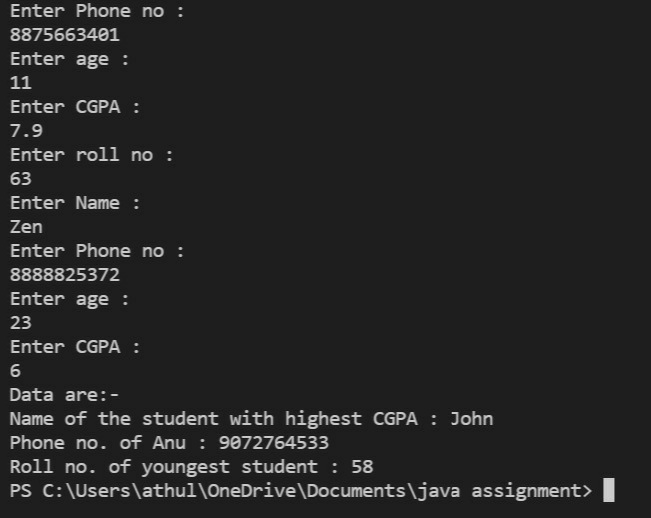 Enter Phone no :
8875663401
Enter age :
11
Enter CGPA :
7.9
Enter roll no :
63
Enter Name :
Zen
Enter Phone no :
8888825372
Enter age :
23
Enter CGPA :
6
Data are:-
Name of the student with highest CGPA : John
Phone no. of Anu : 9072764533
Roll no. of youngest student : 58
PS C:\Users\athul\OneDrive\Documents\java assignment>